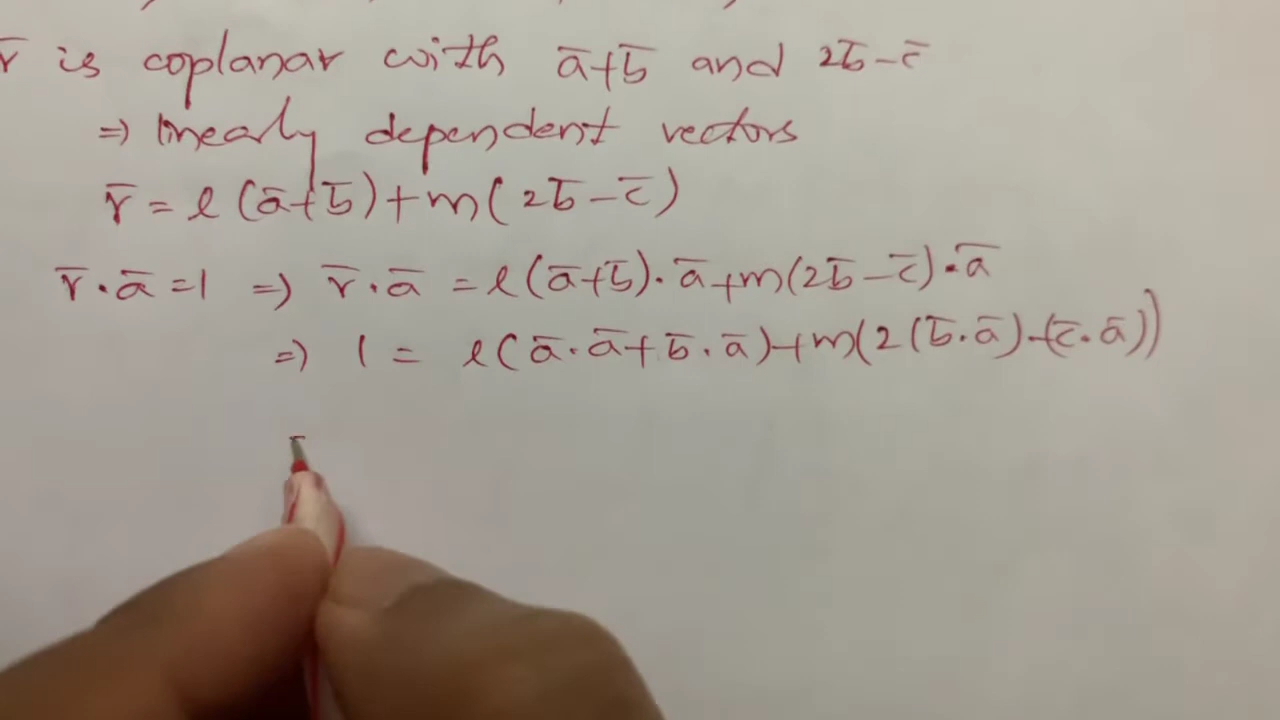 r̅ is coplanar with a̅+b̅ and 2b̅-c̅
=> linearly dependent vectors
r̅ = l(a̅+b̅)+m(2b̅-c̅)
r̅.a̅=1 => r̅.a̅ = l(a̅+b̅).a̅+m(2b̅-c̅).a̅
=> 1 = l(a̅.a̅+b̅.a̅)+m(2(b̅.a̅)-(c̅.a̅))